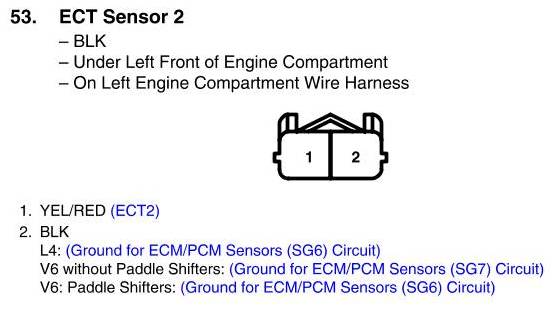 53. ECT Sensor 2
– BLK
– Under Left Front of Engine Compartment
– On Left Engine Compartment Wire Harness
1 2
1. YEL/RED (ECT2)
2. BLK
L4: (Ground for ECM/PCM Sensors (SG6) Circuit)
V6 without Paddle Shifters: (Ground for ECM/PCM Sensors (SG7) Circuit)
V6: Paddle Shifters: (Ground for ECM/PCM Sensors (SG6) Circuit)